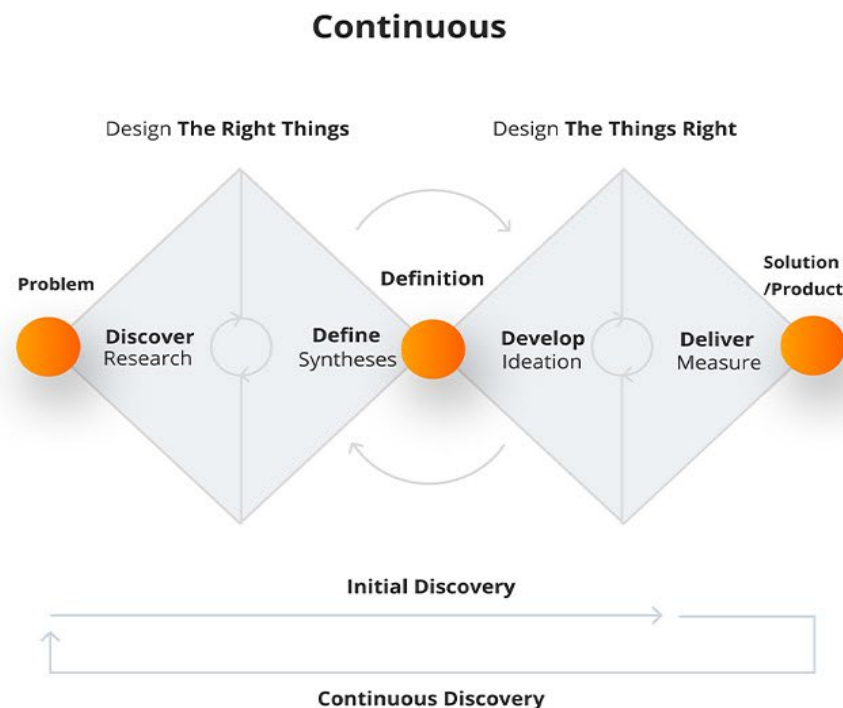 Continuous
Design The Right Things
Design The Things Right
Problem
Discover
Research
Define
Syntheses
Definition
Develop
Ideation
Deliver
Measure
Solution
/Product
Initial Discovery
Continuous Discovery